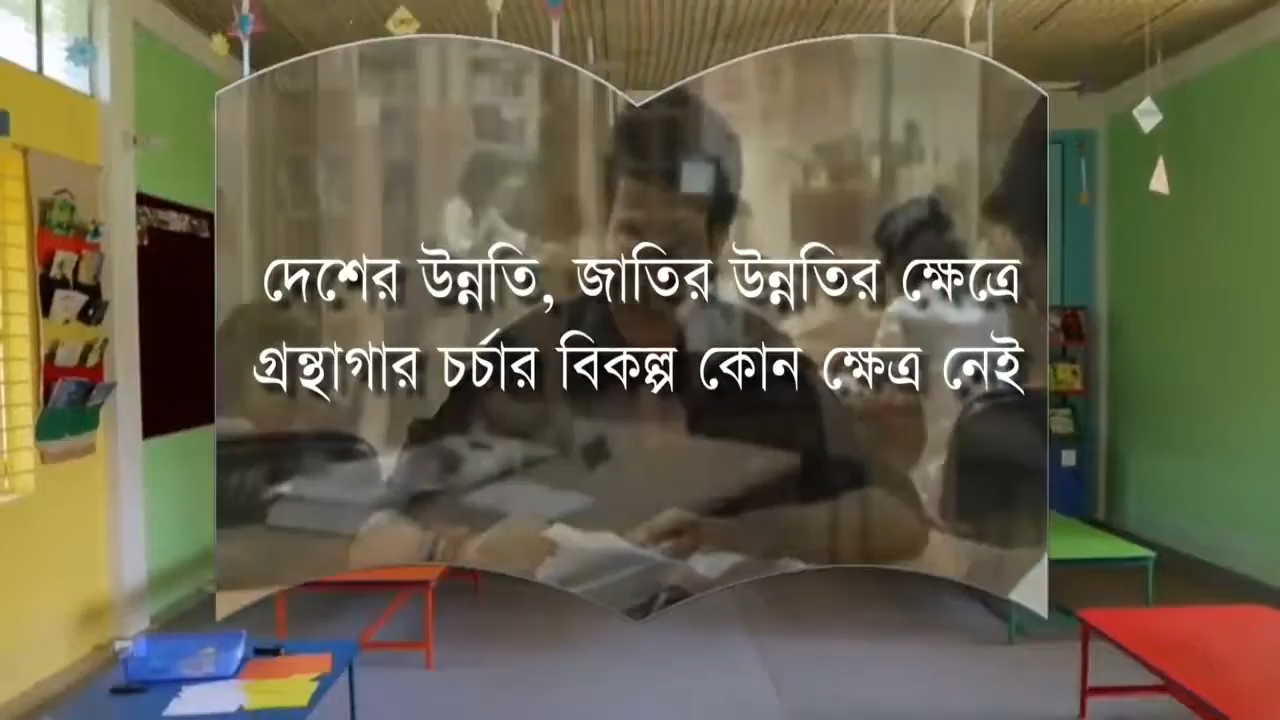 দেশের উন্নতি, জাতির উন্নতির ক্ষেত্রে
গ্রন্থাগার চর্চার বিকল্প কোন ক্ষেত্র নেই